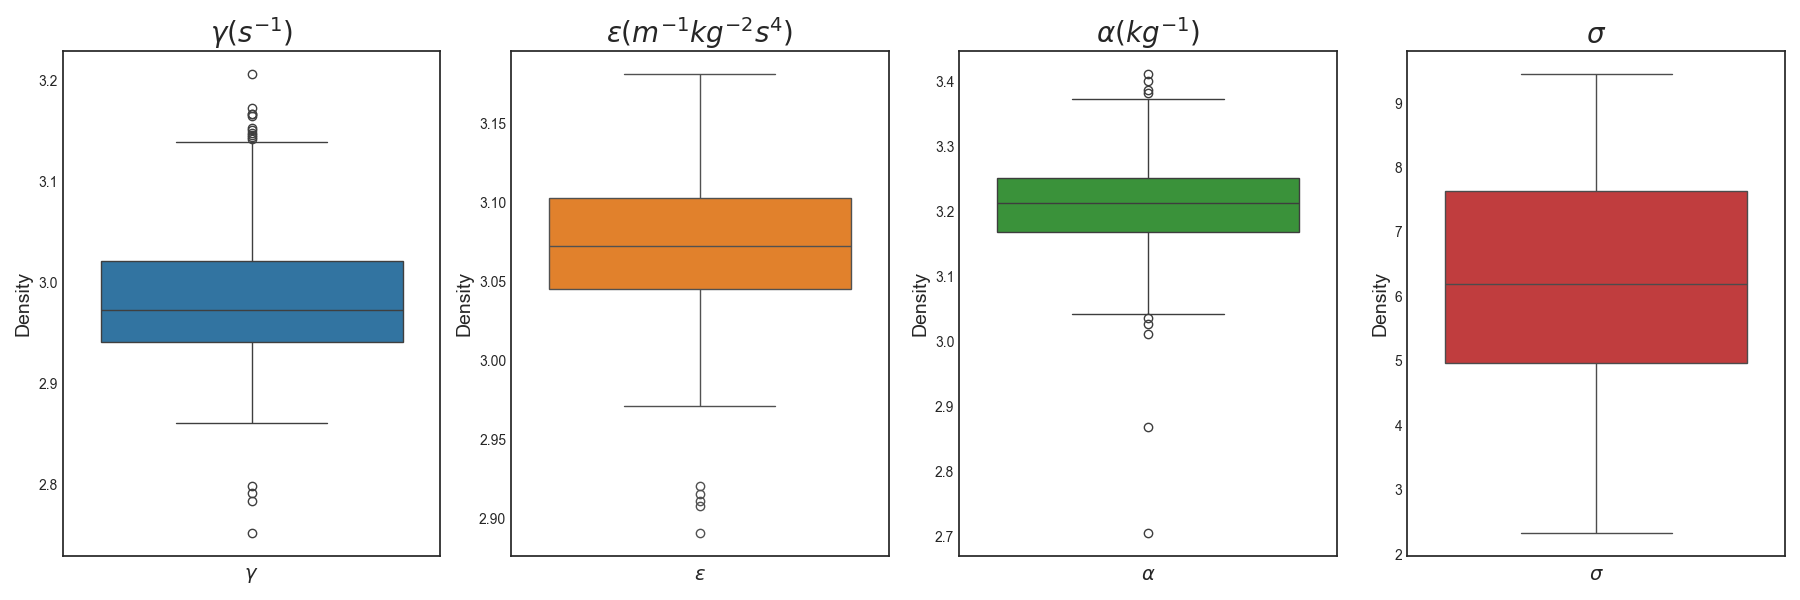 γ(s⁻¹)
Density
3.2
3.1
3.0
2.9
2.8
γ
ε(m⁻¹kg⁻²s⁴)
Density
3.15
3.10
3.05
3.00
2.95
2.90
ε
α(kg⁻¹)
Density
3.4
3.3
3.2
3.1
3.0
2.9
2.8
2.7
α
σ
Density
9
8
7
6
5
4
3
2
σ